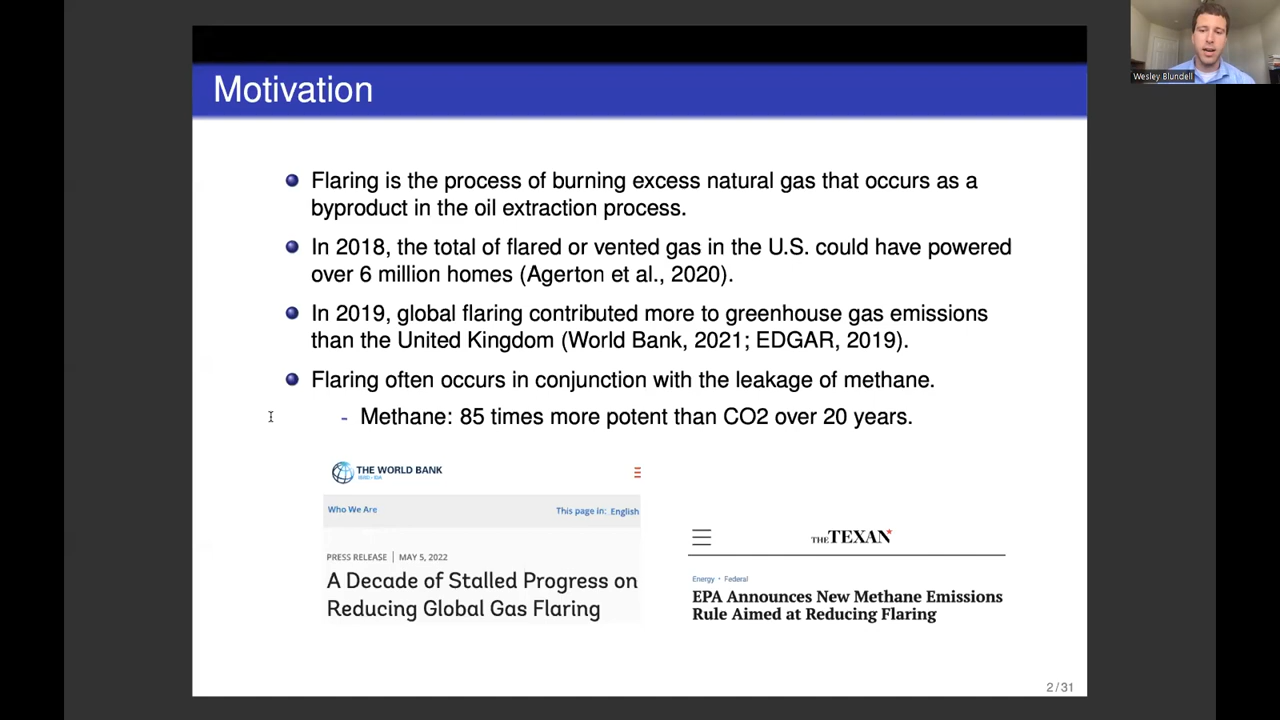 Motivation
Flaring is the process of burning excess natural gas that occurs as a
byproduct in the oil extraction process.
In 2018, the total of flared or vented gas in the U.S. could have powered
over 6 million homes (Agerton et al., 2020).
In 2019, global flaring contributed more to greenhouse gas emissions
than the United Kingdom (World Bank, 2021; EDGAR, 2019).
Flaring often occurs in conjunction with the leakage of methane.
- Methane: 85 times more potent than CO2 over 20 years.
THE WORLD BANK
IBRD • IDA
Who We Are
This page in: English
PRESS RELEASE | MAY 5, 2022
A Decade of Stalled Progress on
Reducing Global Gas Flaring
THE TEXAN
Energy • Federal
EPA Announces New Methane Emissions
Rule Aimed at Reducing Flaring
2 / 31
Wesley Blundell